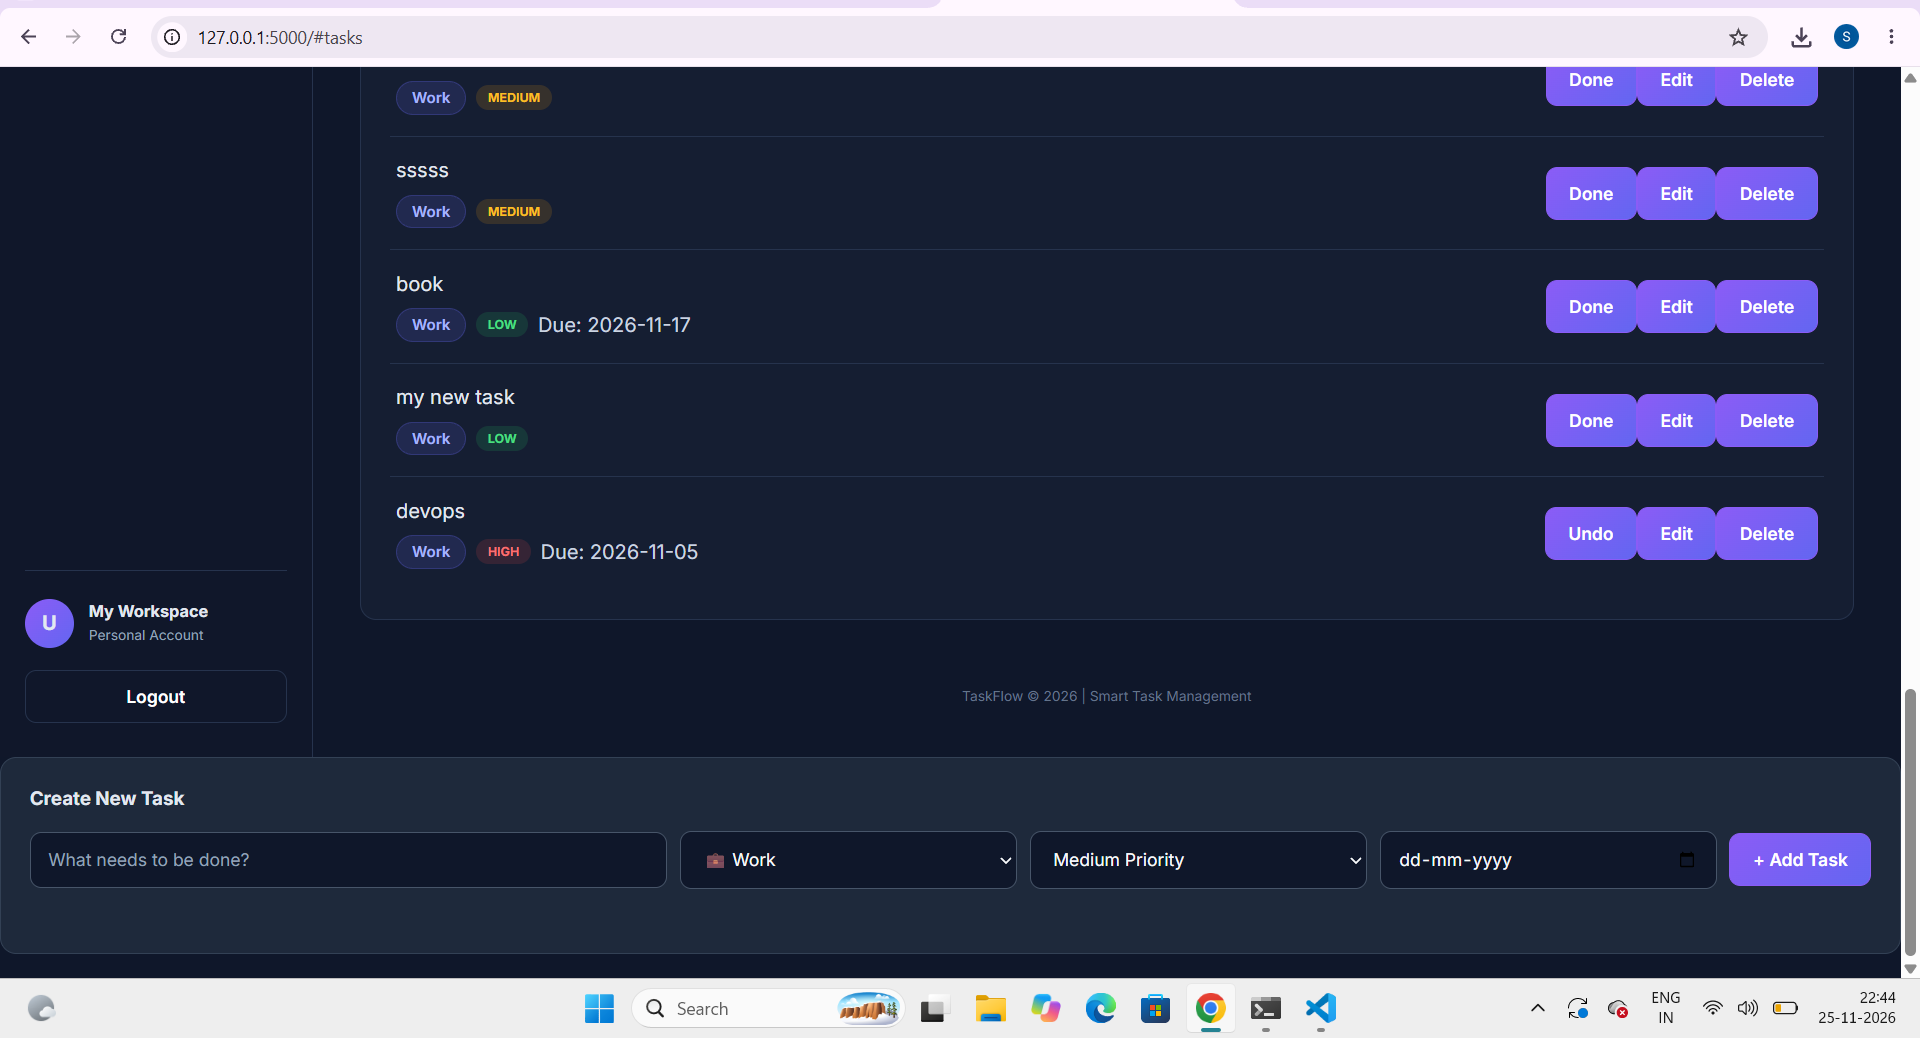 127.0.0.1:5000/#tasks
S
Work MEDIUM Done Edit Delete
sssss
Work MEDIUM Done Edit Delete
book
Work LOW Due: 2026-11-17 Done Edit Delete
my new task
Work LOW Done Edit Delete
devops
Work HIGH Due: 2026-11-05 Undo Edit Delete
U
My Workspace
Personal Account
Logout
TaskFlow © 2026 | Smart Task Management
Create New Task
What needs to be done?
Work
Medium Priority
dd-mm-yyyy
+ Add Task
Search
ENG
IN
22:44
25-11-2026